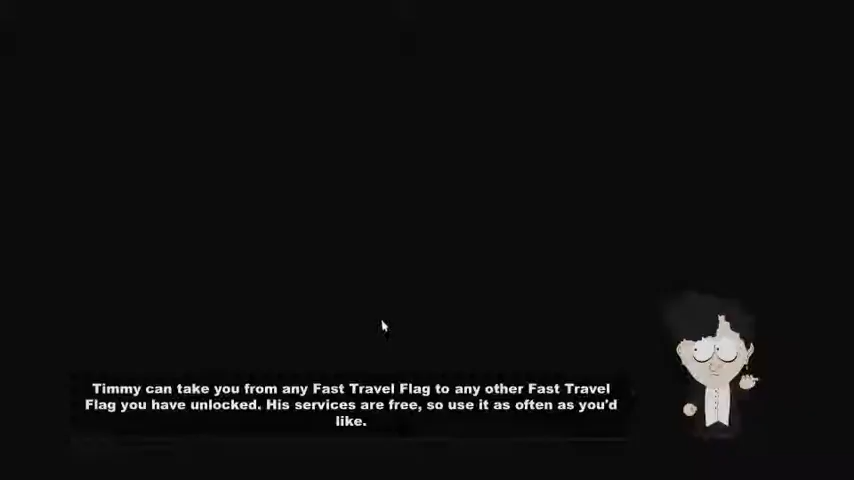 Timmy can take you from any Fast Travel Flag to any other Fast Travel
Flag you have unlocked. His services are free, so use it as often as you'd
like.